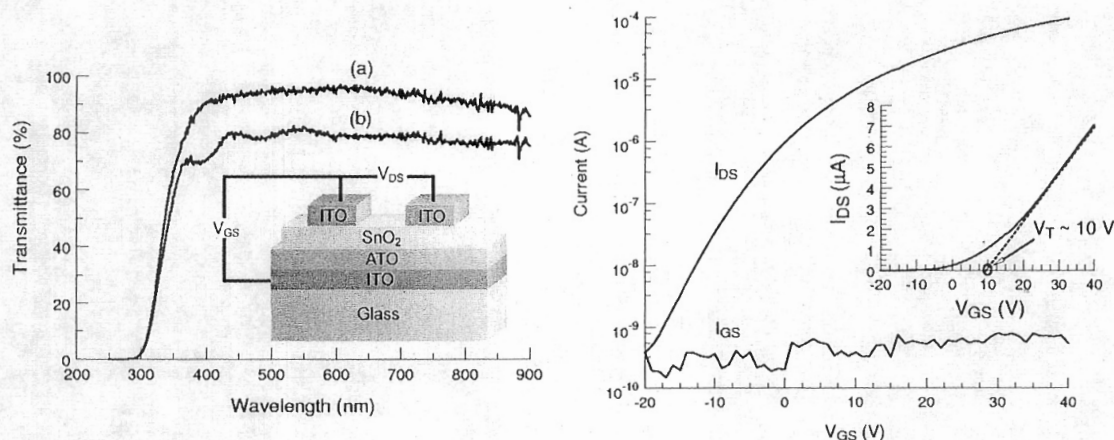 100
80
60
40
20
0
Transmittance (%)
(a)
(b)
V_DS
V_GS
ITO
ITO
SnO₂
ATO
ITO
Glass
200 300 400 500 600 700 800 900
Wavelength (nm)
10⁻⁴
10⁻⁵
10⁻⁶
10⁻⁷
10⁻⁸
10⁻⁹
10⁻¹⁰
Current (A)
I_DS
I_GS
-20 -10 0 10 20 30 40
V_GS (V)
8
7
6
5
4
3
2
1
0
I_DS (μA)
V_T ~ 10 V
-20 -10 0 10 20 30 40
V_GS (V)